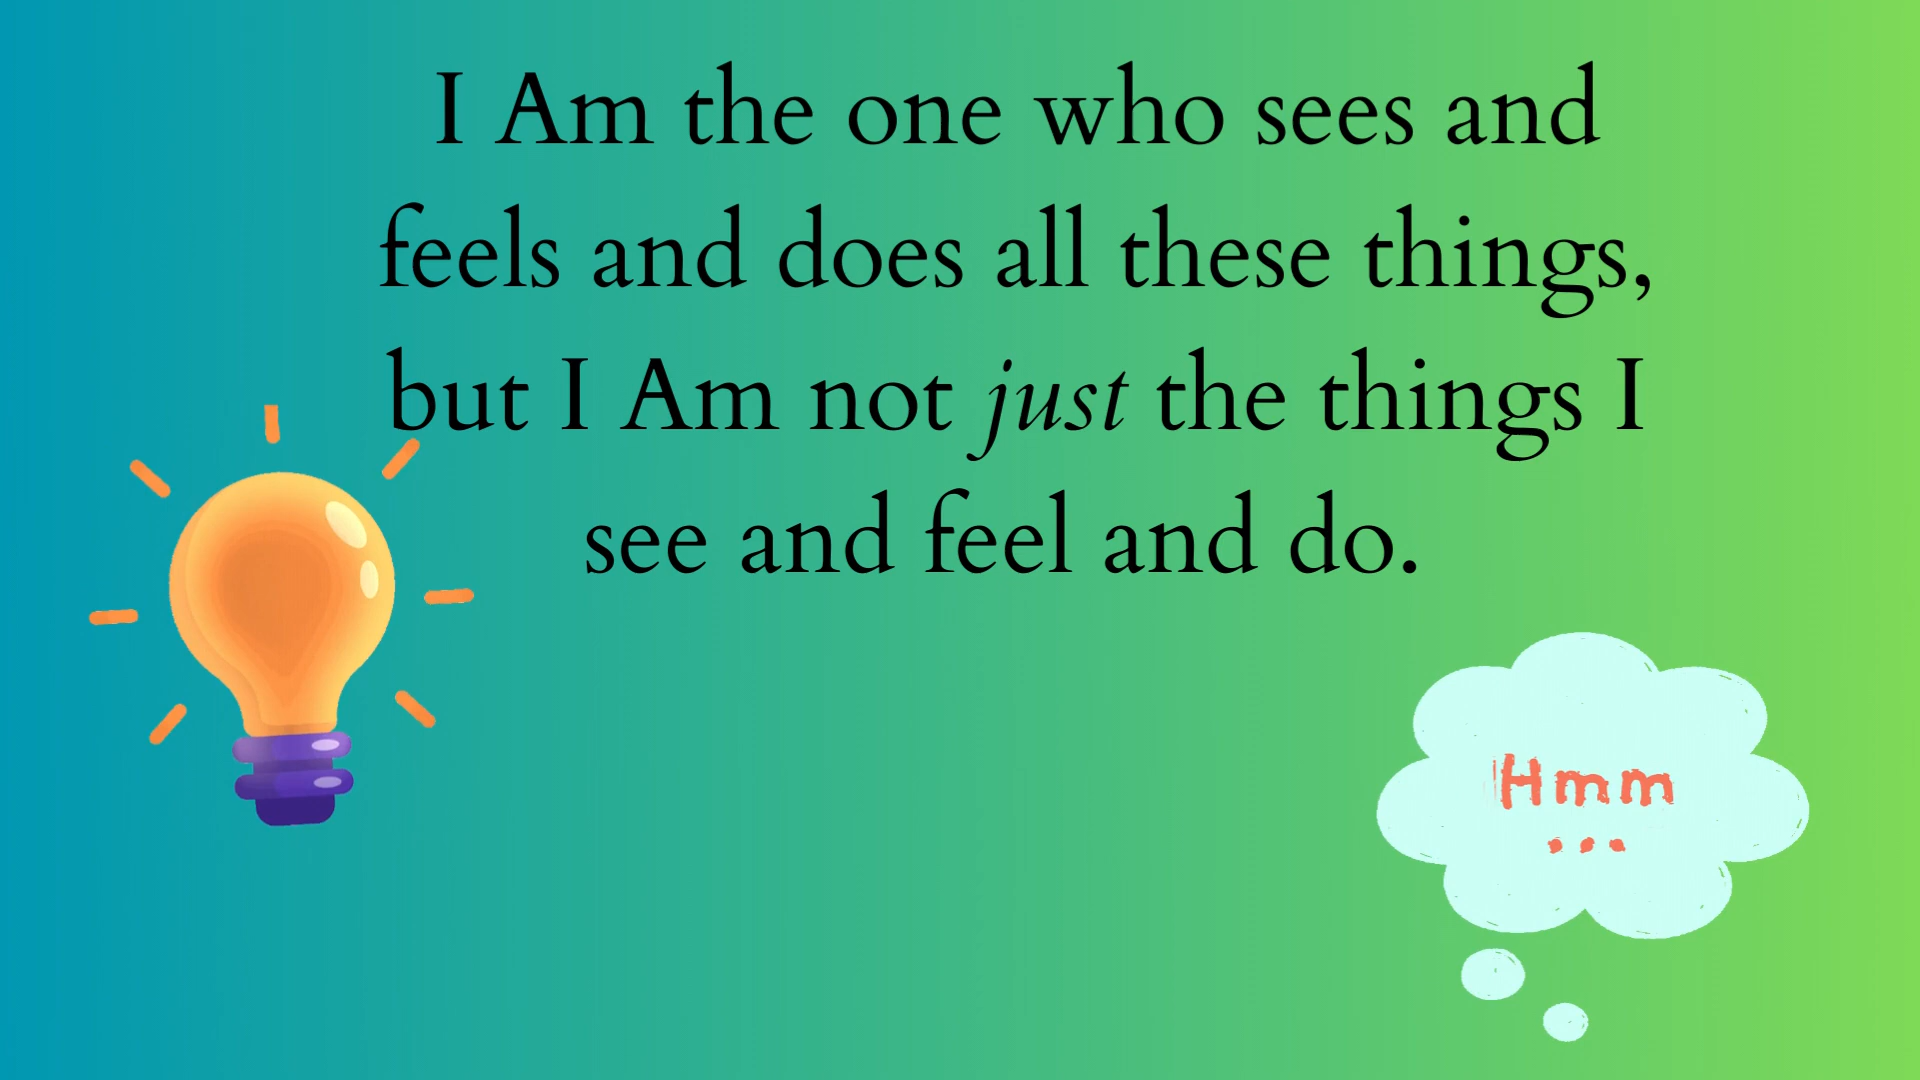 I Am the one who sees and
feels and does all these things,
but I Am not just the things I
see and feel and do.
Hmm
...